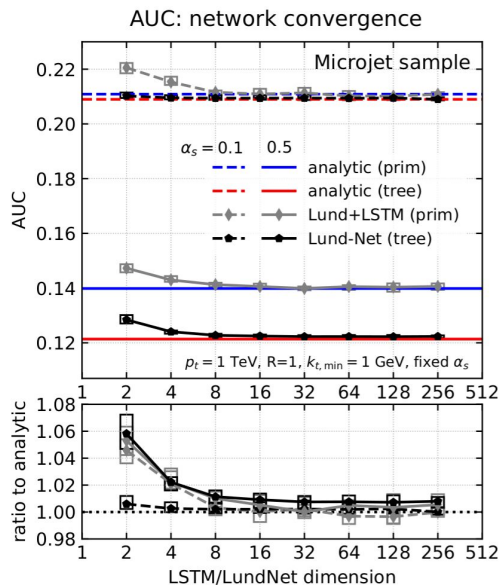 AUC: network convergence
Microjet sample
0.22
0.20
0.18
0.16
0.14
0.12
AUC
αs = 0.1 0.5
analytic (prim)
analytic (tree)
Lund+LSTM (prim)
Lund-Net (tree)
pt = 1 TeV, R=1, kt,min = 1 GeV, fixed αs
1 2 4 8 16 32 64 128 256 512
1.08
1.06
1.04
1.02
1.00
0.98
ratio to analytic
1 2 4 8 16 32 64 128 256 512
LSTM/LundNet dimension